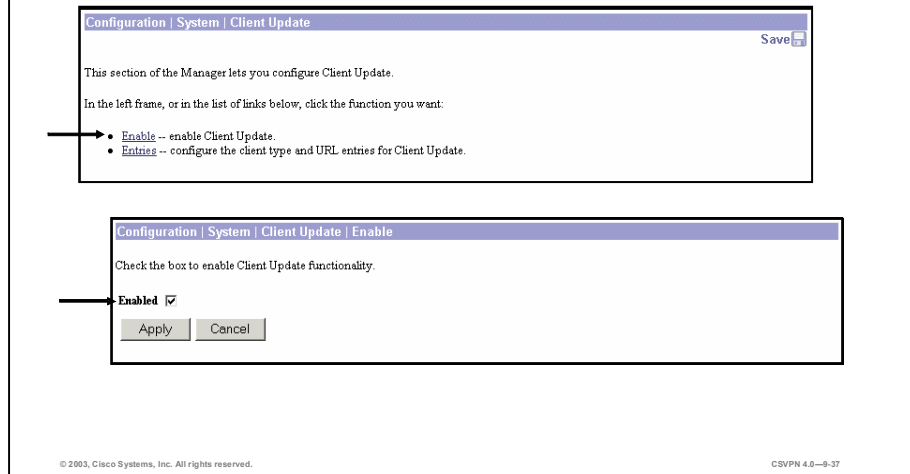 Configuration | System | Client Update
Save
This section of the Manager lets you configure Client Update.
In the left frame, or in the list of links below, click the function you want:
• Enable -- enable Client Update.
• Entries -- configure the client type and URL entries for Client Update.
Configuration | System | Client Update | Enable
Check the box to enable Client Update functionality.
Enabled
Apply Cancel
© 2003, Cisco Systems, Inc. All rights reserved. CSVPN 4.0—9-37